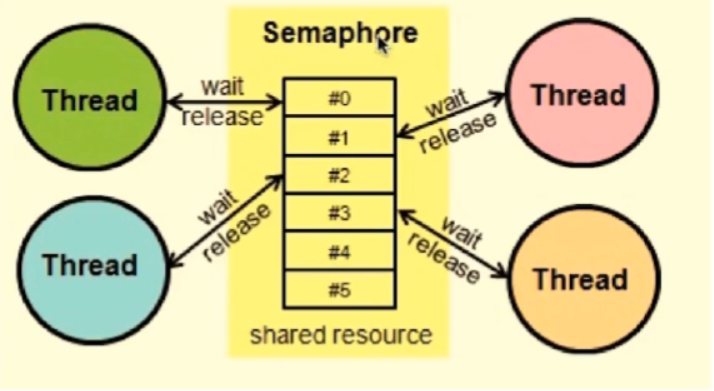 Semaphore
Thread
wait
release
#0
#1
#2
#3
#4
#5
wait
release
Thread
Thread
wait
release
wait
release
Thread
shared resource